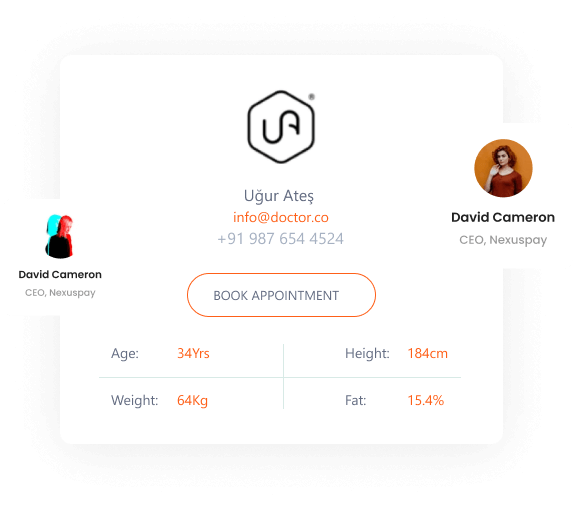 UA®
Uğur Ateş
info@doctor.co
+91 987 654 4524
BOOK APPOINTMENT
Age: 34Yrs
Height: 184cm
Weight: 64Kg
Fat: 15.4%
David Cameron
CEO, Nexuspay
David Cameron
CEO, Nexuspay